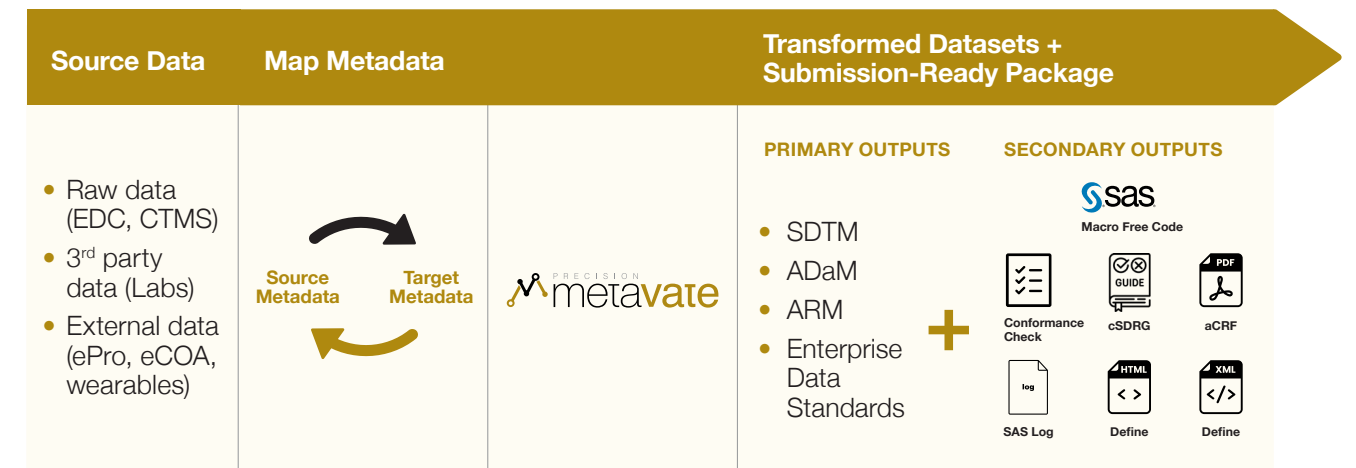 Source Data
Map Metadata
Transformed Datasets +
Submission-Ready Package
• Raw data
(EDC, CTMS)
• 3rd party
data (Labs)
• External data
(ePro, eCOA,
wearables)
Source
Metadata
Target
Metadata
PRECISION
metavate
PRIMARY OUTPUTS
• SDTM
• ADaM
• ARM
• Enterprise
Data
Standards
+
SECONDARY OUTPUTS
sas
Macro Free Code
Conformance
Check
GUIDE
cSDRG
PDF
aCRF
log
SAS Log
HTML
< >
Define
XML
</>
Define